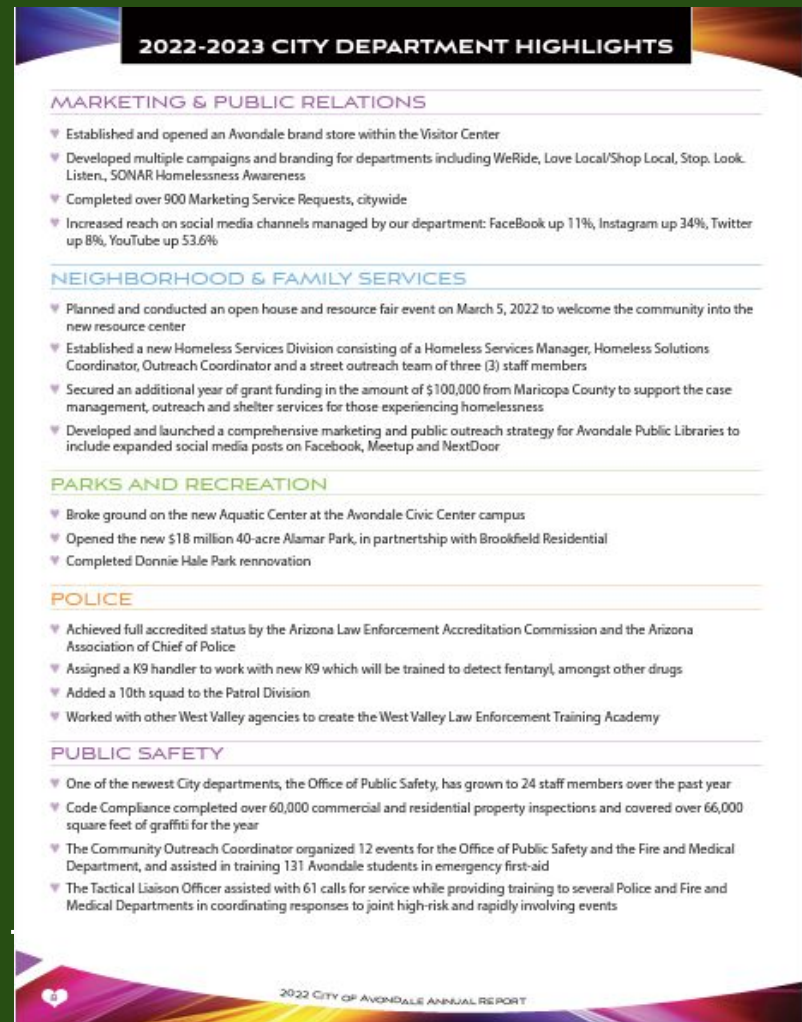 2022-2023 CITY DEPARTMENT HIGHLIGHTS
MARKETING & PUBLIC RELATIONS
Established and opened an Avondale brand store within the Visitor Center
Developed multiple campaigns and branding for departments including WeRide, Love Local/Shop Local, Stop. Look.
Listen., SONAR Homelessness Awareness
Completed over 900 Marketing Service Requests, citywide
Increased reach on social media channels managed by our department: FaceBook up 11%, Instagram up 34%, Twitter
up 8%, YouTube up 53.6%
NEIGHBORHOOD & FAMILY SERVICES
Planned and conducted an open house and resource fair event on March 5, 2022 to welcome the community into the
new resource center
Established a new Homeless Services Division consisting of a Homeless Services Manager, Homeless Solutions
Coordinator, Outreach Coordinator and a street outreach team of three (3) staff members
Secured an additional year of grant funding in the amount of $100,000 from Maricopa County to support the case
management, outreach and shelter services for those experiencing homelessness
Developed and launched a comprehensive marketing and public outreach strategy for Avondale Public Libraries to
include expanded social media posts on Facebook, Meetup and NextDoor
PARKS AND RECREATION
Broke ground on the new Aquatic Center at the Avondale Civic Center campus
Opened the new $18 million 40-acre Alamar Park, in partnertship with Brookfield Residential
Completed Donnie Hale Park rennovation
POLICE
Achieved full accredited status by the Arizona Law Enforcement Accreditation Commission and the Arizona
Association of Chief of Police
Assigned a K9 handler to work with new K9 which will be trained to detect fentanyl, amongst other drugs
Added a 10th squad to the Patrol Division
Worked with other West Valley agencies to create the West Valley Law Enforcement Training Academy
PUBLIC SAFETY
One of the newest City departments, the Office of Public Safety, has grown to 24 staff members over the past year
Code Compliance completed over 60,000 commercial and residential property inspections and covered over 66,000
square feet of graffiti for the year
The Community Outreach Coordinator organized 12 events for the Office of Public Safety and the Fire and Medical
Department, and assisted in training 131 Avondale students in emergency first-aid
The Tactical Liaison Officer assisted with 61 calls for service while providing training to several Police and Fire and
Medical Departments in coordinating responses to joint high-risk and rapidly involving events
2022 CITY OF AVONDALE ANNUAL REPORT